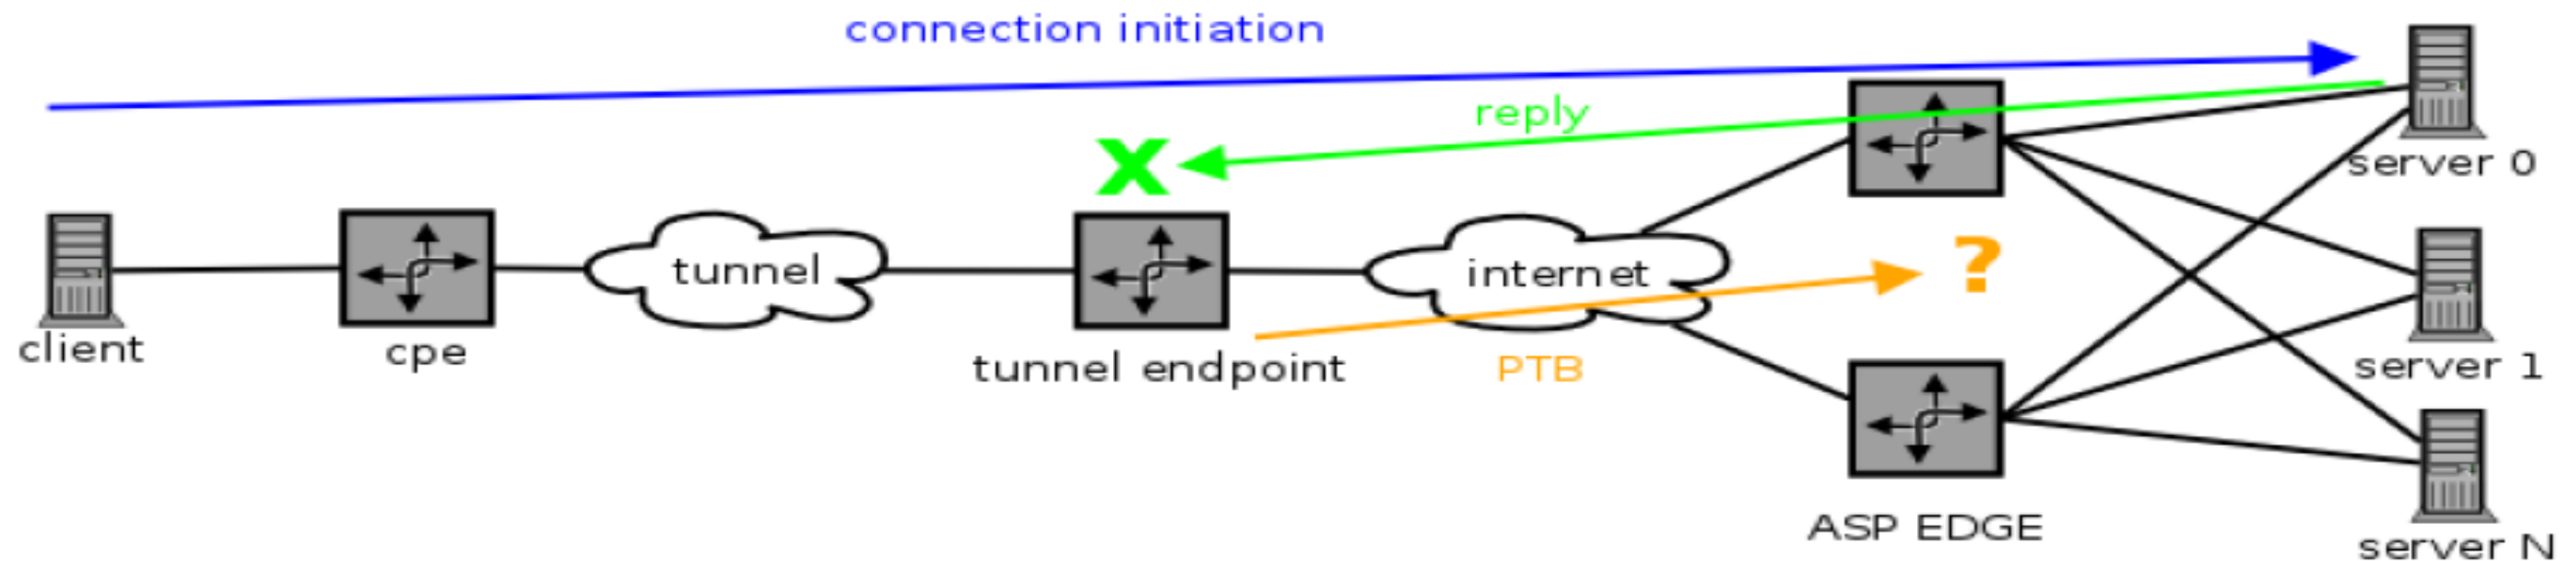 connection initiation
reply
X
?
server 0
client
cpe
tunnel
tunnel endpoint
internet
PTB
server 1
ASP EDGE
server N